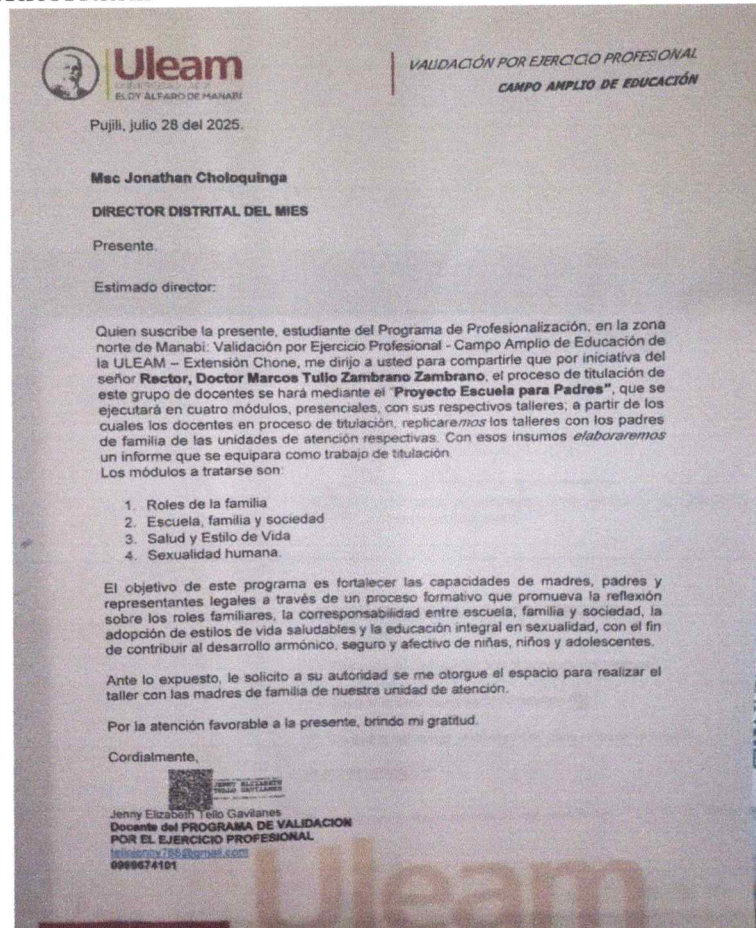 Uleam
ELOY ALFARO DE MANABÍ
VALIDACIÓN POR EJERCICIO PROFESIONAL
CAMPO AMPLIO DE EDUCACIÓN
Pujili, julio 28 del 2025.
Msc Jonathan Choloquinga
DIRECTOR DISTRITAL DEL MIES
Presente.
Estimado director:
Quien suscribe la presente, estudiante del Programa de Profesionalización, en la zona
norte de Manabí: Validación por Ejercicio Profesional - Campo Amplio de Educación de
la ULEAM – Extensión Chone, me dirijo a usted para compartirle que por iniciativa del
señor Rector, Doctor Marcos Tulio Zambrano Zambrano, el proceso de titulación de
este grupo de docentes se hará mediante el "Proyecto Escuela para Padres", que se
ejecutará en cuatro módulos, presenciales, con sus respectivos talleres; a partir de los
cuales los docentes en proceso de titulación, replicaremos los talleres con los padres
de familia de las unidades de atención respectivas. Con esos insumos elaboraremos
un informe que se equipara como trabajo de titulación.
Los módulos a tratarse son:
1. Roles de la familia
2. Escuela, familia y sociedad
3. Salud y Estilo de Vida
4. Sexualidad humana.
El objetivo de este programa es fortalecer las capacidades de madres, padres y
representantes legales a través de un proceso formativo que promueva la reflexión
sobre los roles familiares, la corresponsabilidad entre escuela, familia y sociedad, la
adopción de estilos de vida saludables y la educación integral en sexualidad, con el fin
de contribuir al desarrollo armónico, seguro y afectivo de niñas, niños y adolescentes.
Ante lo expuesto, le solicito a su autoridad se me otorgue el espacio para realizar el
taller con las madres de familia de nuestra unidad de atención.
Por la atención favorable a la presente, brindo mi gratitud.
Cordialmente,
JENNY ELIZABETH
TELLO GAVILANES
Jenny Elizabeth Tello Gavilanes
Docente del PROGRAMA DE VALIDACION
POR EL EJERCICIO PROFESIONAL
tellojenny788@gmail.com
0989674101
Uleam